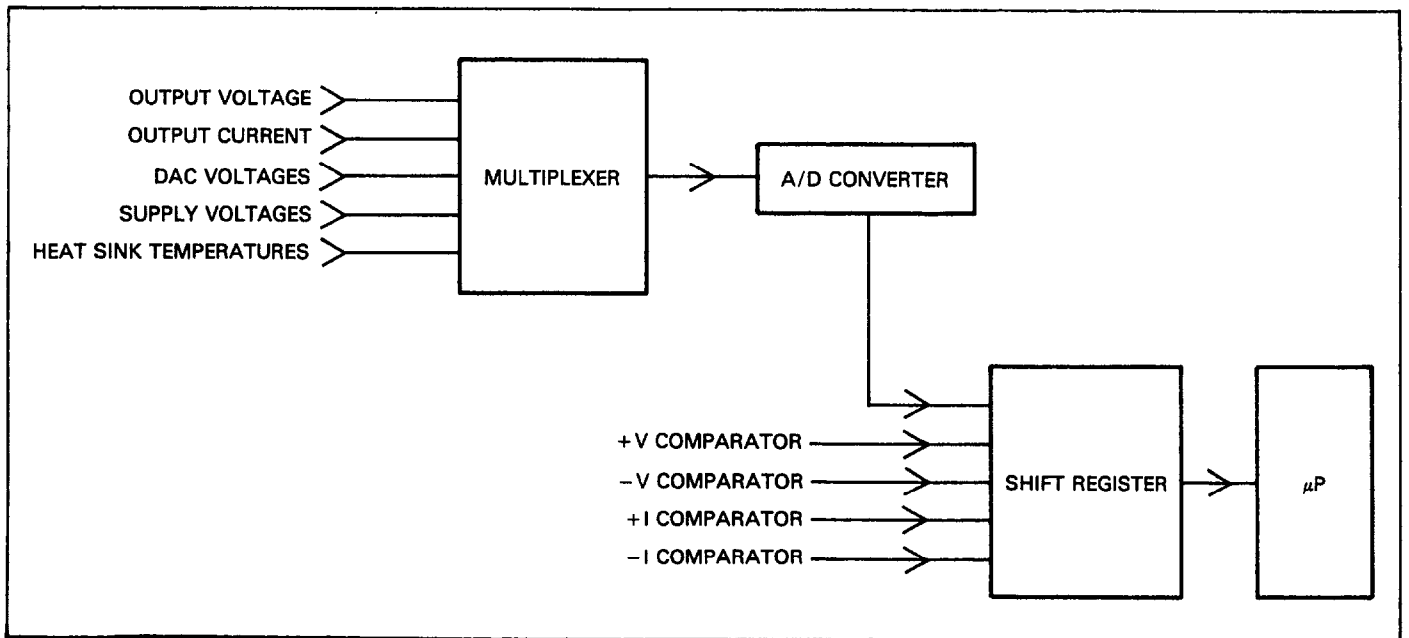 OUTPUT VOLTAGE
OUTPUT CURRENT
DAC VOLTAGES
SUPPLY VOLTAGES
HEAT SINK TEMPERATURES
MULTIPLEXER
A/D CONVERTER
+V COMPARATOR
−V COMPARATOR
+I COMPARATOR
−I COMPARATOR
SHIFT REGISTER
μP